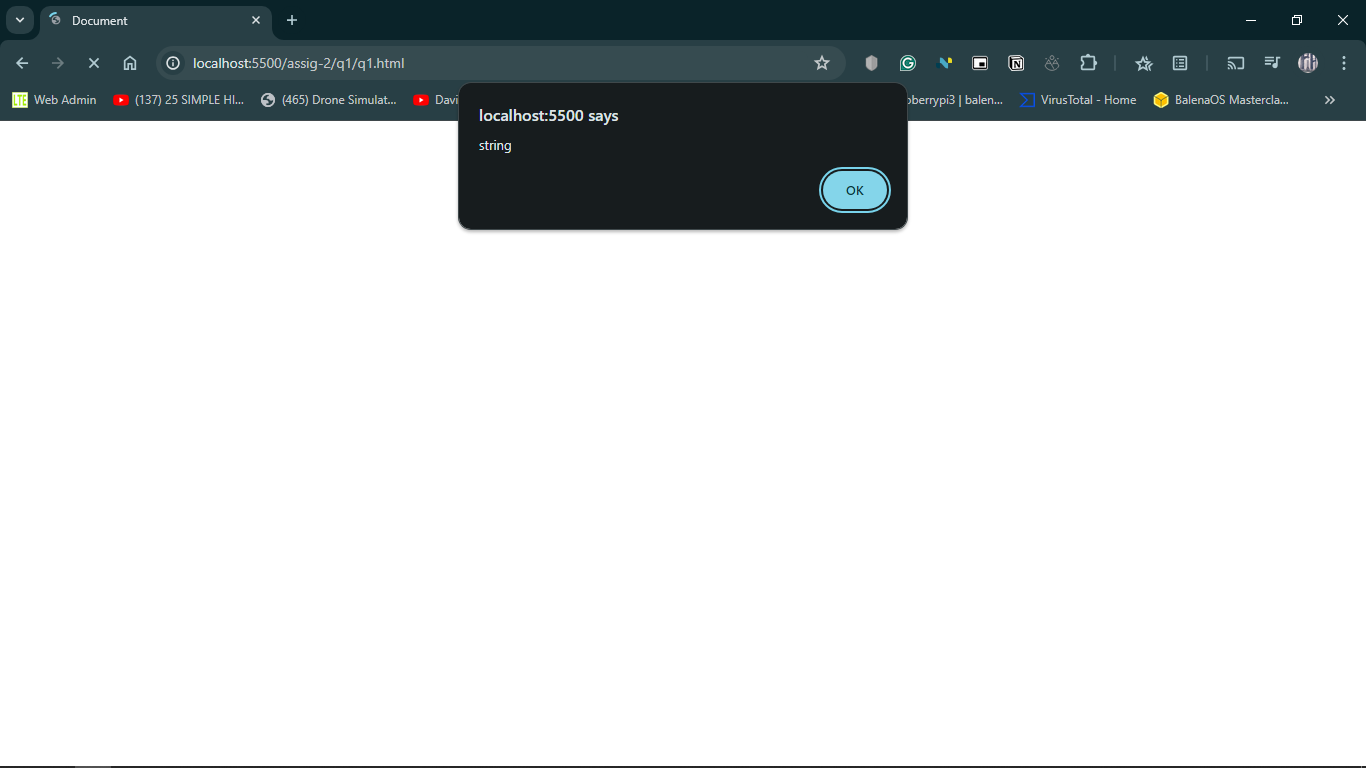 Document
localhost:5500/assig-2/q1/q1.html
LTE Web Admin (137) 25 SIMPLE HI... (465) Drone Simulat... Davi berrypi3 | balen... VirusTotal - Home BalenaOS Mastercla...
localhost:5500 says
string
OK